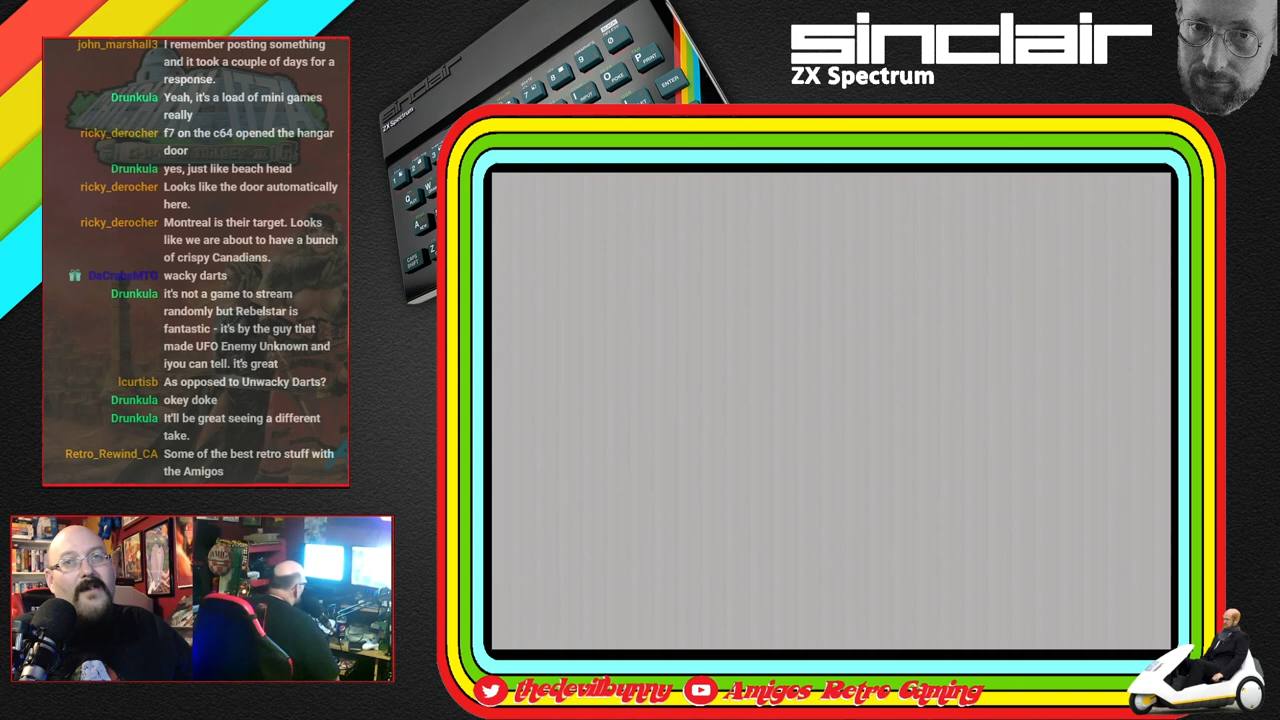 john_marshall3 I remember posting something
and it took a couple of days for a
response.
Drunkula Yeah, it's a load of mini games
really
ricky_derocher f7 on the c64 opened the hangar
door
Drunkula yes, just like beach head
ricky_derocher Looks like the door automatically
here.
ricky_derocher Montreal is their target. Looks
like we are about to have a bunch
of crispy Canadians.
DaCrabsMTG wacky darts
Drunkula it's not a game to stream
randomly but Rebelstar is
fantastic - it's by the guy that
made UFO Enemy Unknown and
iyou can tell. it's great
lcurtisb As opposed to Unwacky Darts?
Drunkula okey doke
Drunkula It'll be great seeing a different
take.
Retro_Rewind_CA Some of the best retro stuff with
the Amigos
sinclair
ZX Spectrum
sinclair
ZX Spectrum
PRINT
ENTER
thedevilbunny Amigos Retro Gaming